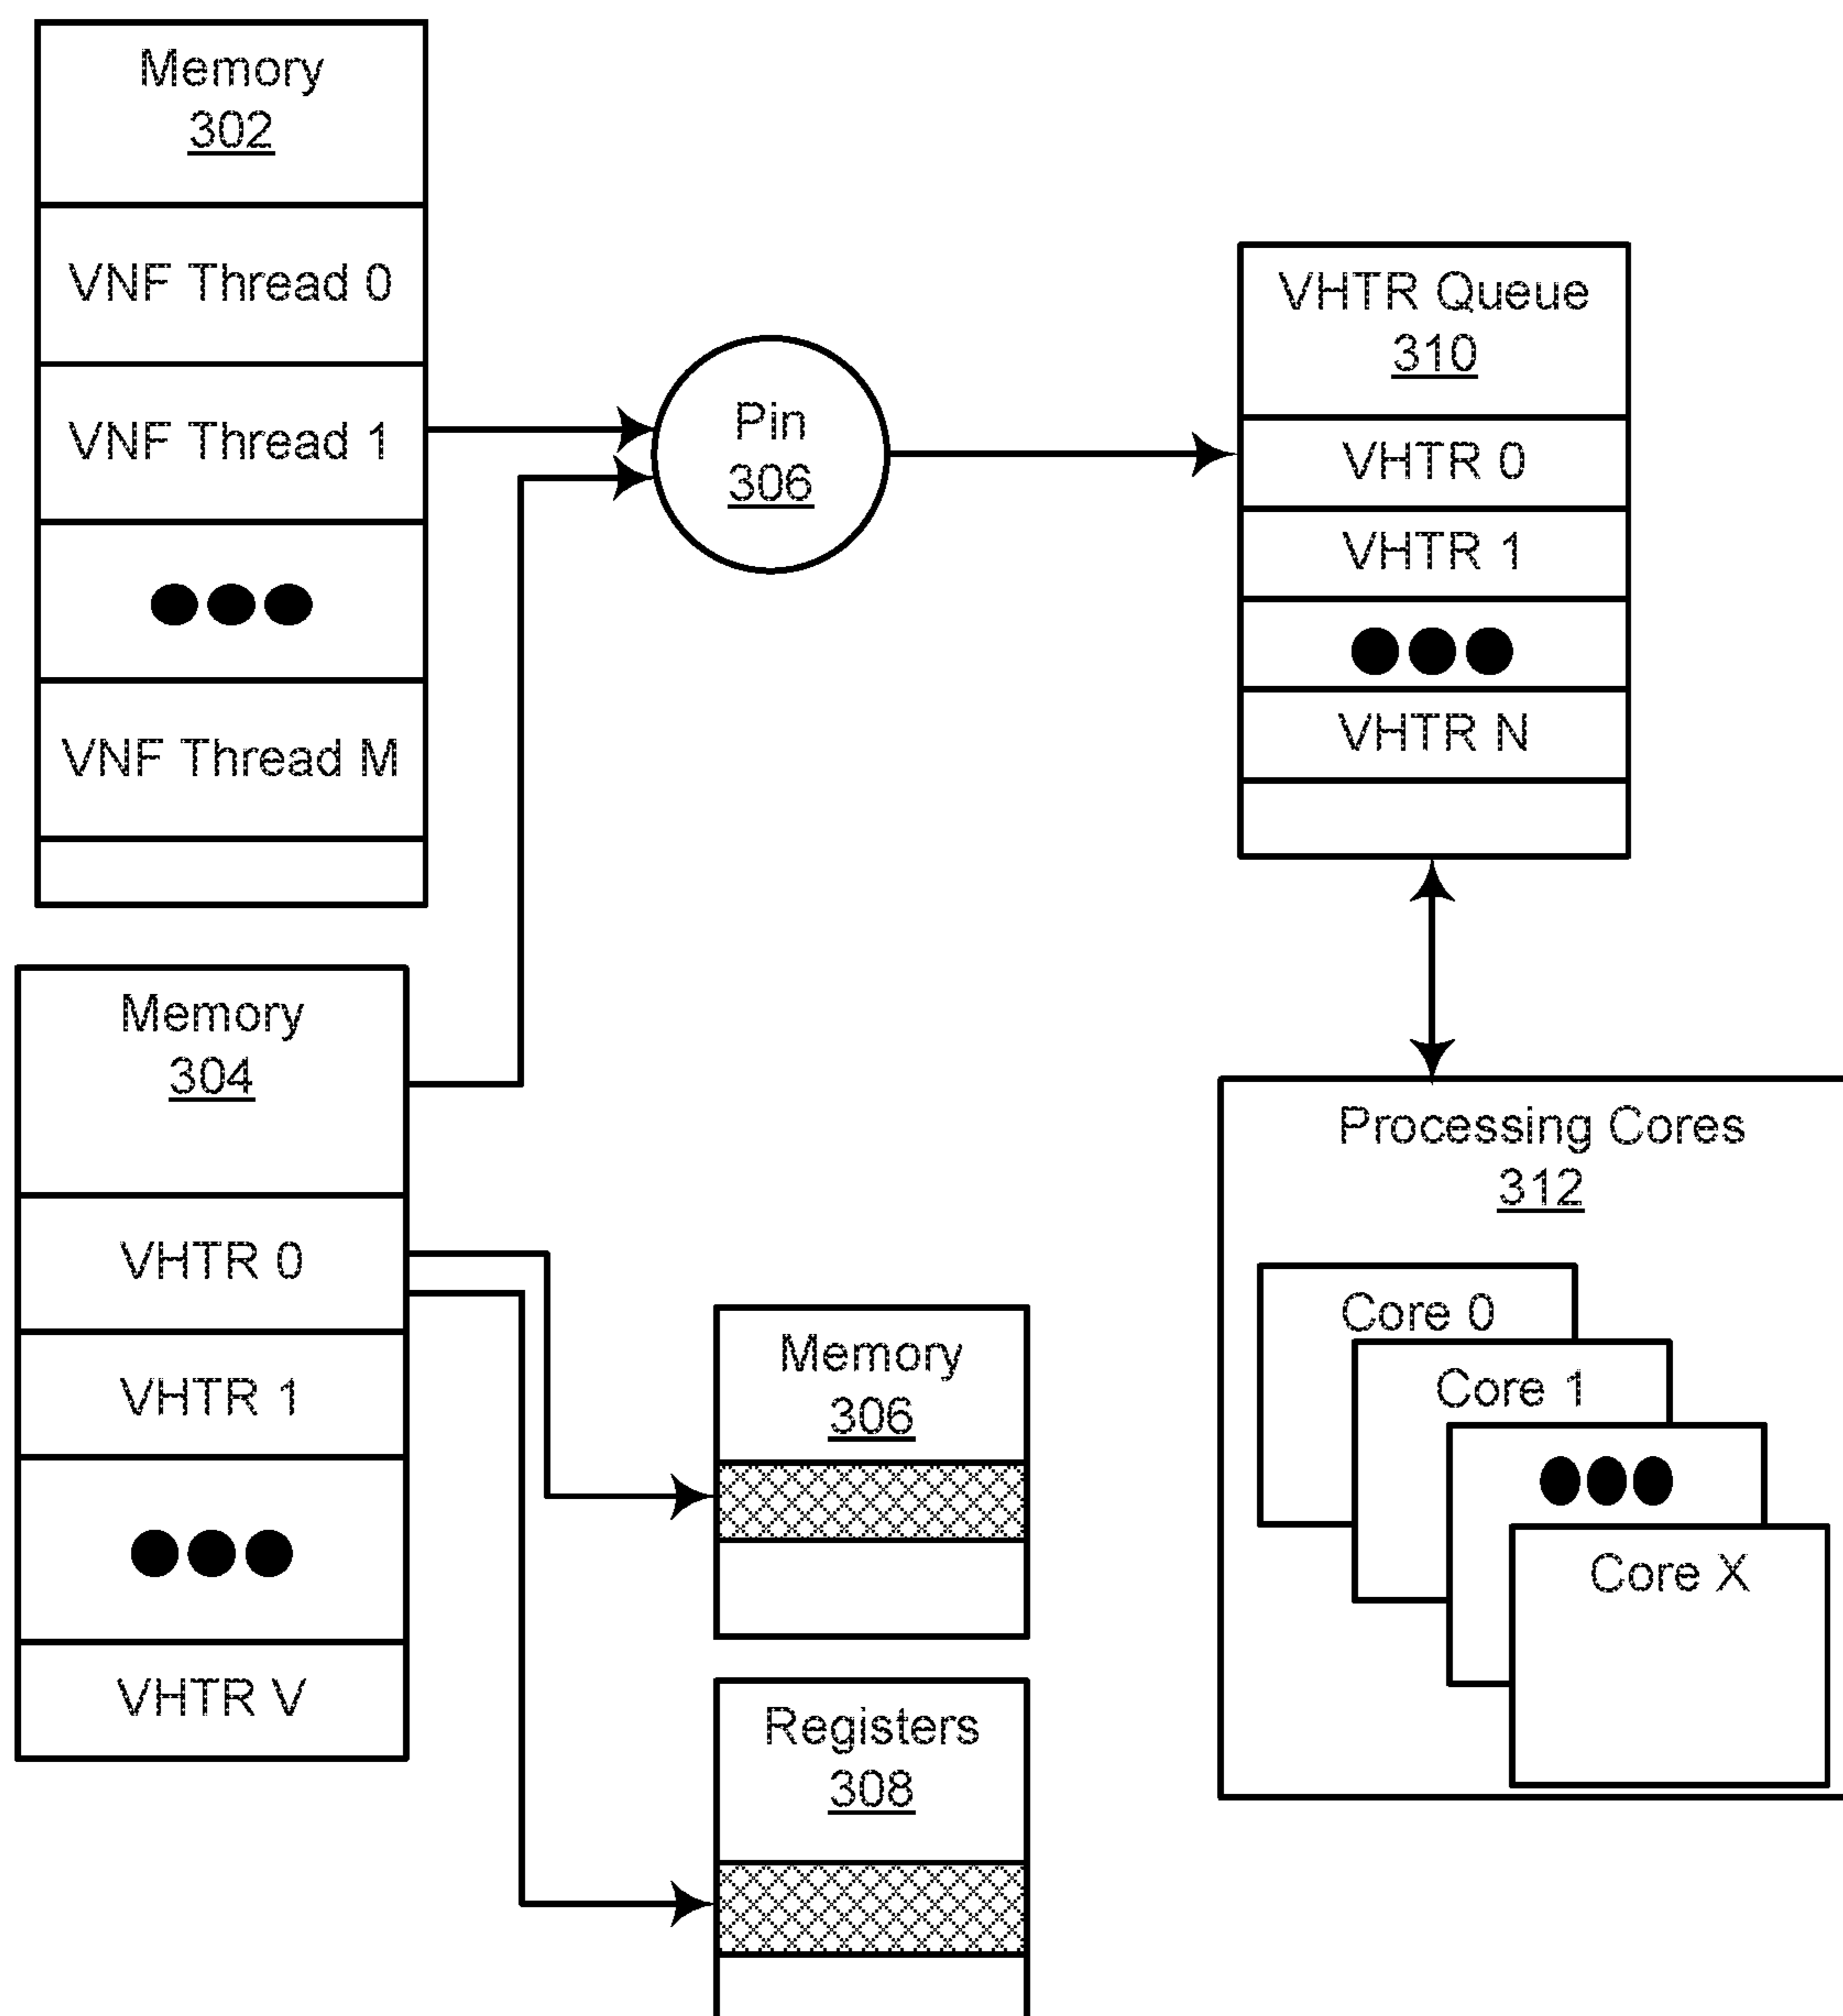 Memory
302
VNF Thread 0
VNF Thread 1
VNF Thread M
Pin
306
VHTR Queue
310
VHTR 0
VHTR 1
VHTR N
Memory
304
VHTR 0
VHTR 1
VHTR V
Memory
306
Registers
308
Processing Cores
312
Core 0
Core 1
Core X